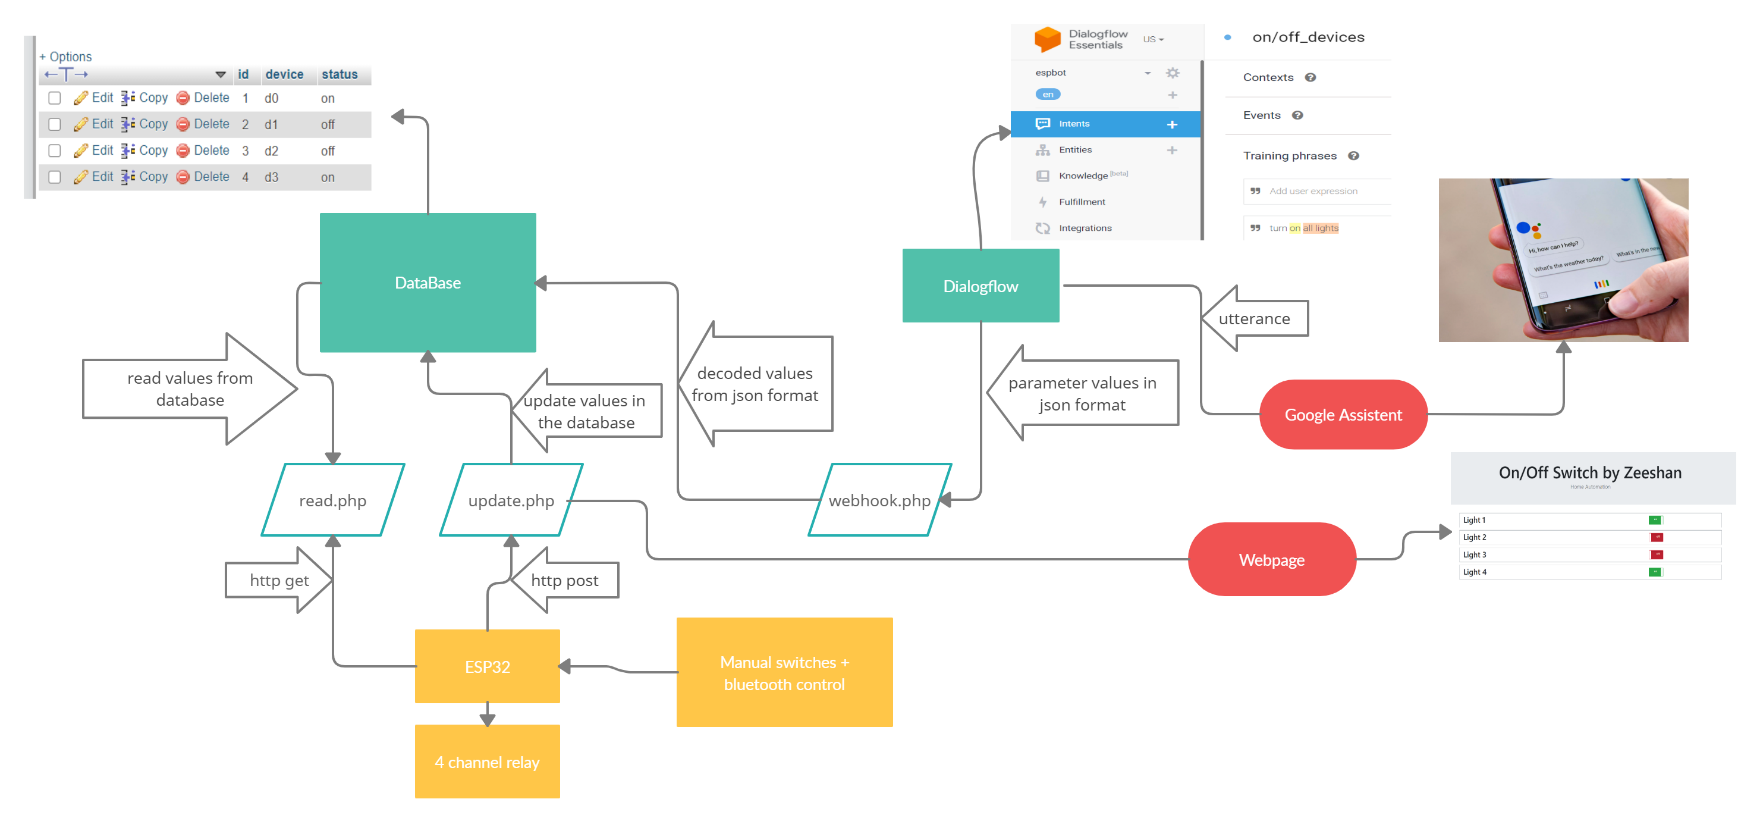 + Options
id device status
Edit Copy Delete 1 d0 on
Edit Copy Delete 2 d1 off
Edit Copy Delete 3 d2 off
Edit Copy Delete 4 d3 on
Dialogflow
Essentials
US
espbot
en
Intents
Entities
Knowledge [beta]
Fulfillment
Integrations
on/off_devices
Contexts
Events
Training phrases
Add user expression
turn on all lights
Hi, how can I help?
What's the weather today?
What's in the new
DataBase
Dialogflow
utterance
read values from
database
update values in
the database
decoded values
from json format
parameter values in
json format
Google Assistent
read.php
update.php
webhook.php
On/Off Switch by Zeeshan
Home Automation
Light 1
Light 2
Light 3
Light 4
Webpage
http get
http post
ESP32
Manual switches +
bluetooth control
4 channel relay